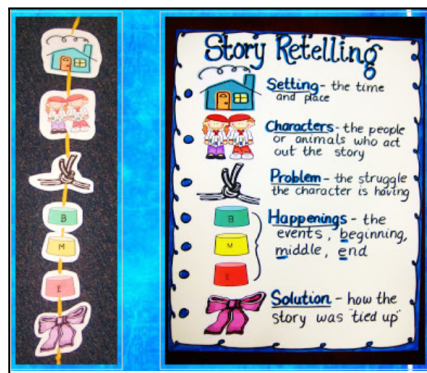 B
M
E
Story Retelling
Setting - the time
and place
Characters - the people
or animals who act
out the story
Problem - the struggle
the character is having
B
M
E
Happenings - the
events, beginning,
middle, end
Solution - how the
story was "tied up"